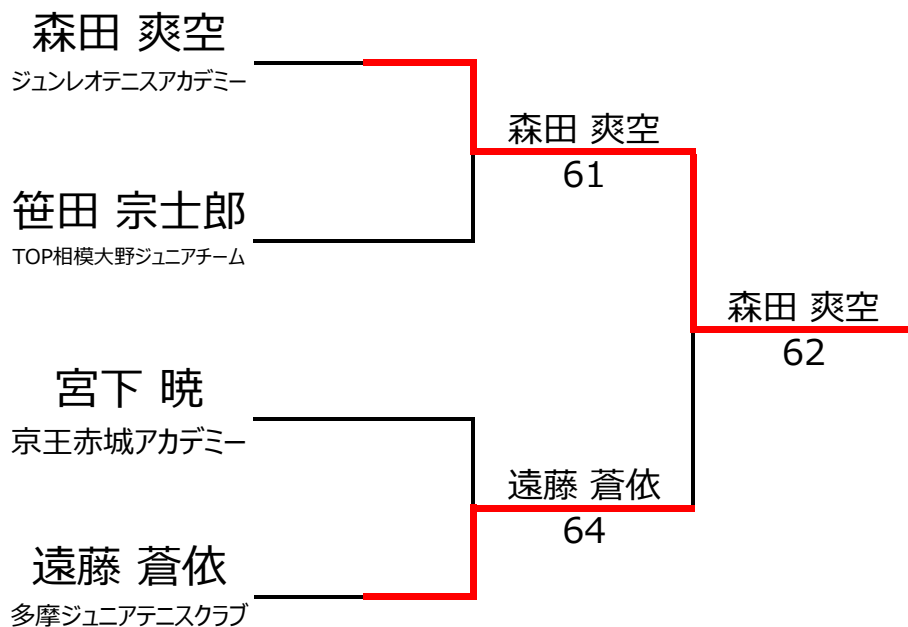 森田 爽空
ジュンレオテニスアカデミー
森田 爽空
61
笹田 宗士郎
TOP相模大野ジュニアチーム
森田 爽空
62
宮下 暁
京王赤城アカデミー
遠藤 蒼依
64
遠藤 蒼依
多摩ジュニアテニスクラブ